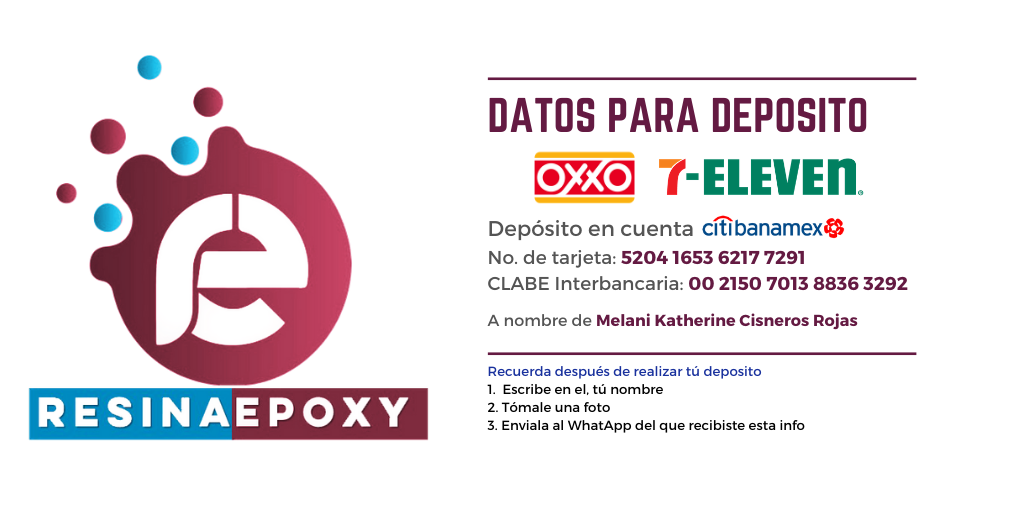 DATOS PARA DEPOSITO
OXXO
7-ELEVEN®
Depósito en cuenta citibanamex
No. de tarjeta: 5204 1653 6217 7291
CLABE Interbancaria: 00 2150 7013 8836 3292
A nombre de Melani Katherine Cisneros Rojas
re
RESINAEPOXY
Recuerda después de realizar tú deposito
1. Escribe en el, tú nombre
2. Tómale una foto
3. Enviala al WhatApp del que recibiste esta info